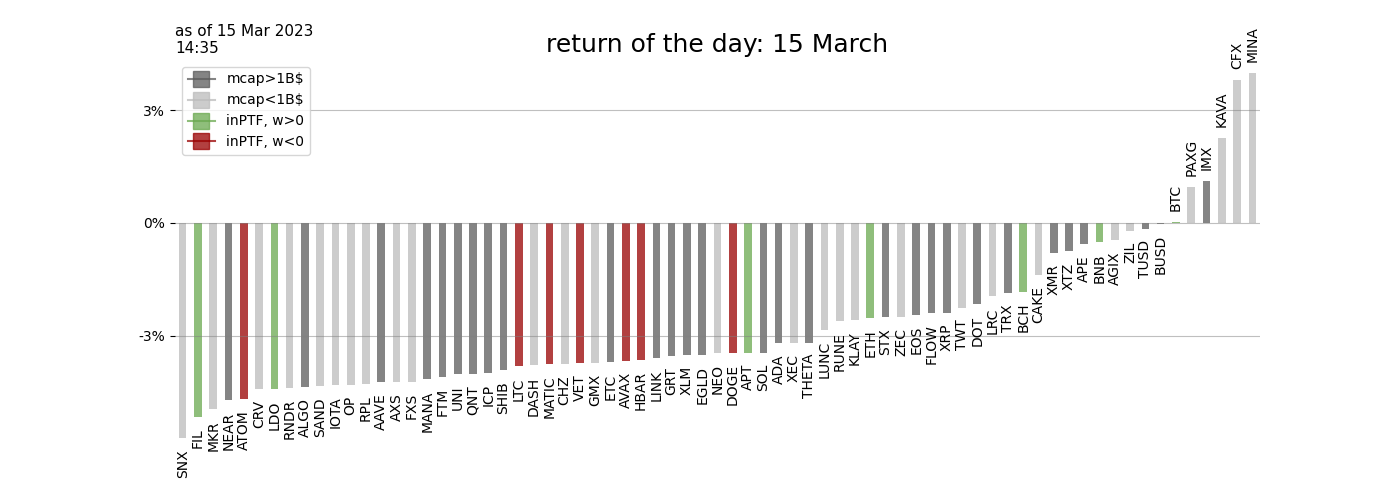 as of 15 Mar 2023
14:35
return of the day: 15 March
mcap>1B$
mcap<1B$
inPTF, w>0
inPTF, w<0
3%
0%
-3%
SNX
FIL
MKR
NEAR
ATOM
CRV
LDO
RNDR
ALGO
SAND
IOTA
OP
RPL
AAVE
AXS
FXS
MANA
FTM
UNI
QNT
ICP
SHIB
LTC
DASH
MATIC
CHZ
VET
GMX
ETC
AVAX
HBAR
LINK
GRT
XLM
EGLD
NEO
DOGE
APT
SOL
ADA
XEC
THETA
LUNC
RUNE
KLAY
ETH
STX
ZEC
EOS
FLOW
XRP
TWT
DOT
LRC
TRX
BCH
CAKE
XMR
XTZ
APE
BNB
AGIX
ZIL
TUSD
BUSD
BTC
PAXG
IMX
KAVA
CFX
MINA